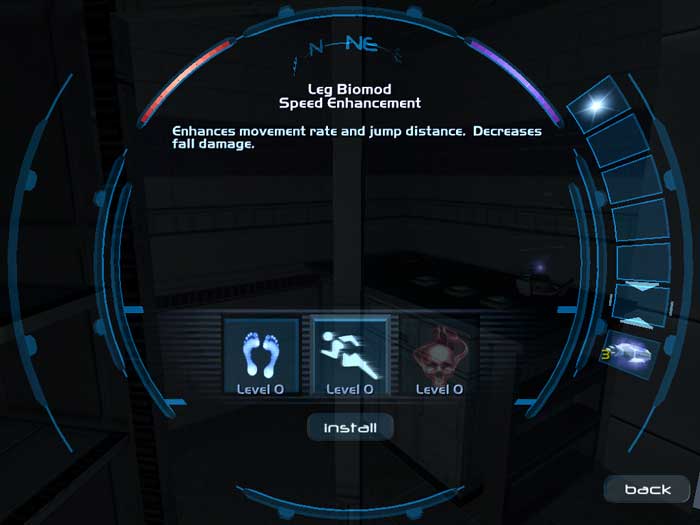 N NE
Leg Biomod
Speed Enhancement
Enhances movement rate and jump distance. Decreases
fall damage.
Level 0 Level 0 Level 0
3
install
back